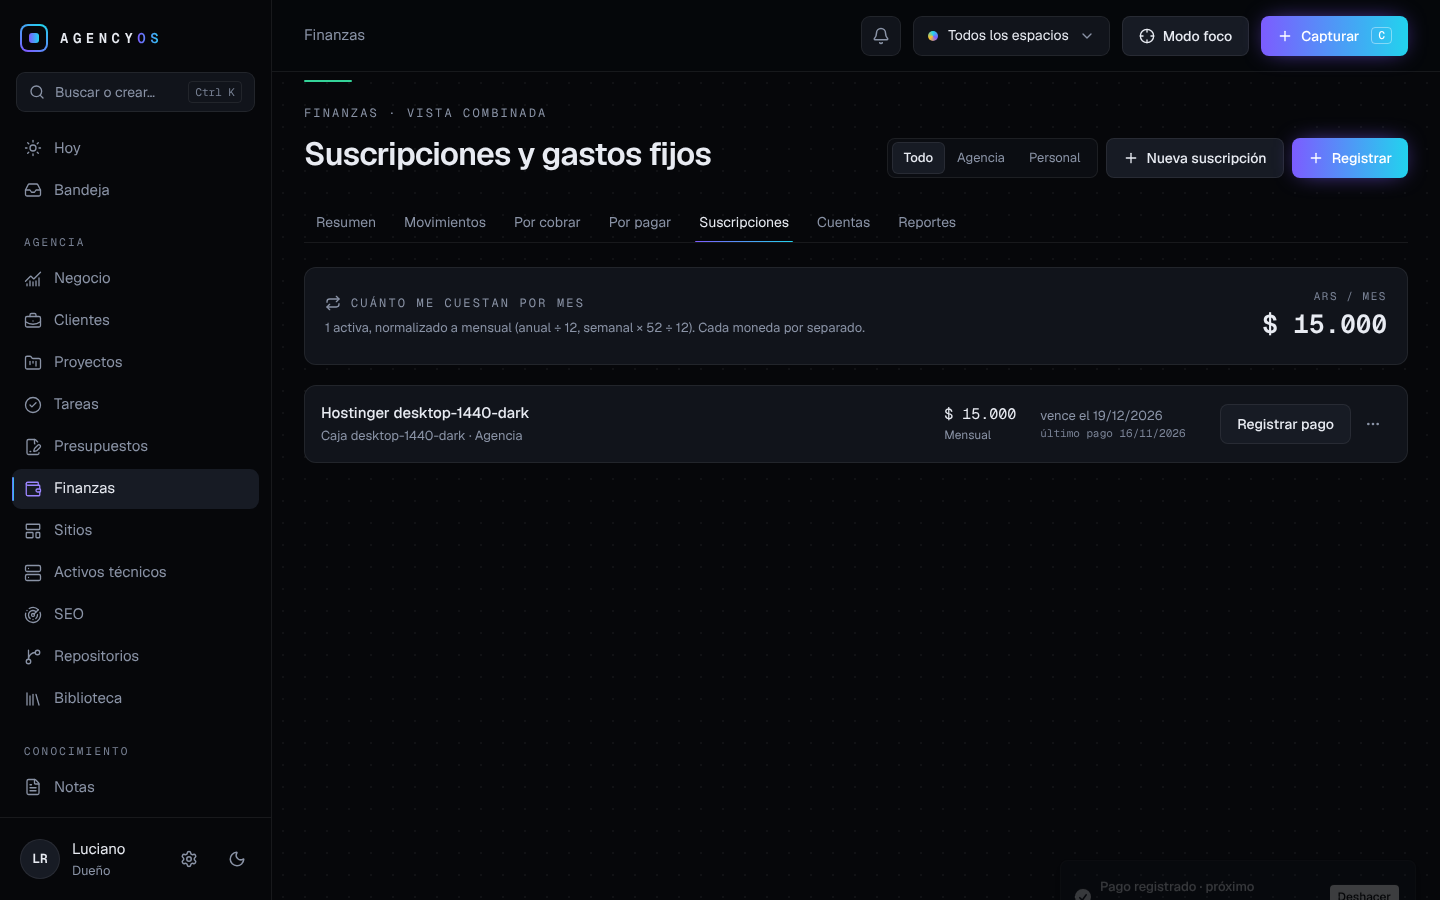 AGENCYOS
Buscar o crear... Ctrl K
Hoy
Bandeja
AGENCIA
Negocio
Clientes
Proyectos
Tareas
Presupuestos
Finanzas
Sitios
Activos técnicos
SEO
Repositorios
Biblioteca
CONOCIMIENTO
Notas
LR Luciano
Dueño
Finanzas
Todos los espacios
Modo foco
Capturar C
FINANZAS · VISTA COMBINADA
Suscripciones y gastos fijos
Todo Agencia Personal
Nueva suscripción
Registrar
Resumen Movimientos Por cobrar Por pagar Suscripciones Cuentas Reportes
CUÁNTO ME CUESTAN POR MES
1 activa, normalizado a mensual (anual ÷ 12, semanal × 52 ÷ 12). Cada moneda por separado.
ARS / MES
$ 15.000
Hostinger desktop-1440-dark
Caja desktop-1440-dark · Agencia
$ 15.000
Mensual
vence el 19/12/2026
último pago 16/11/2026
Registrar pago
Pago registrado · próximo
Deshacer